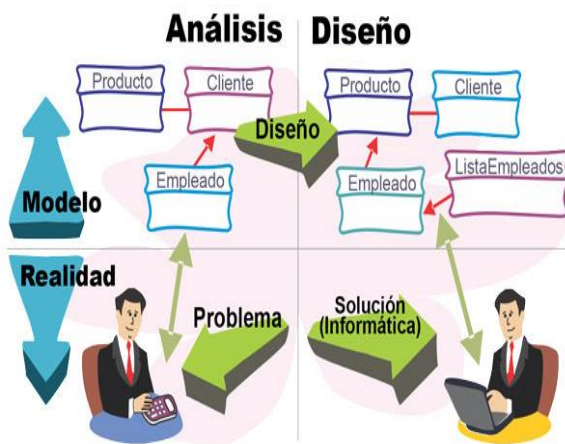 Análisis
Diseño
Producto
Cliente
Producto
Cliente
Diseño
Empleado
Empleado
ListaEmpleados
Modelo
Realidad
Problema
Solución
(Informática)